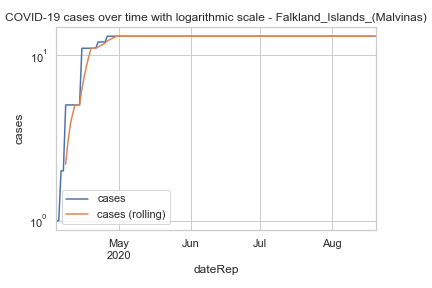 COVID-19 cases over time with logarithmic scale - Falkland_Islands_(Malvinas)
10¹
cases
10⁰
cases
cases (rolling)
May Jun Jul Aug
2020
dateRep